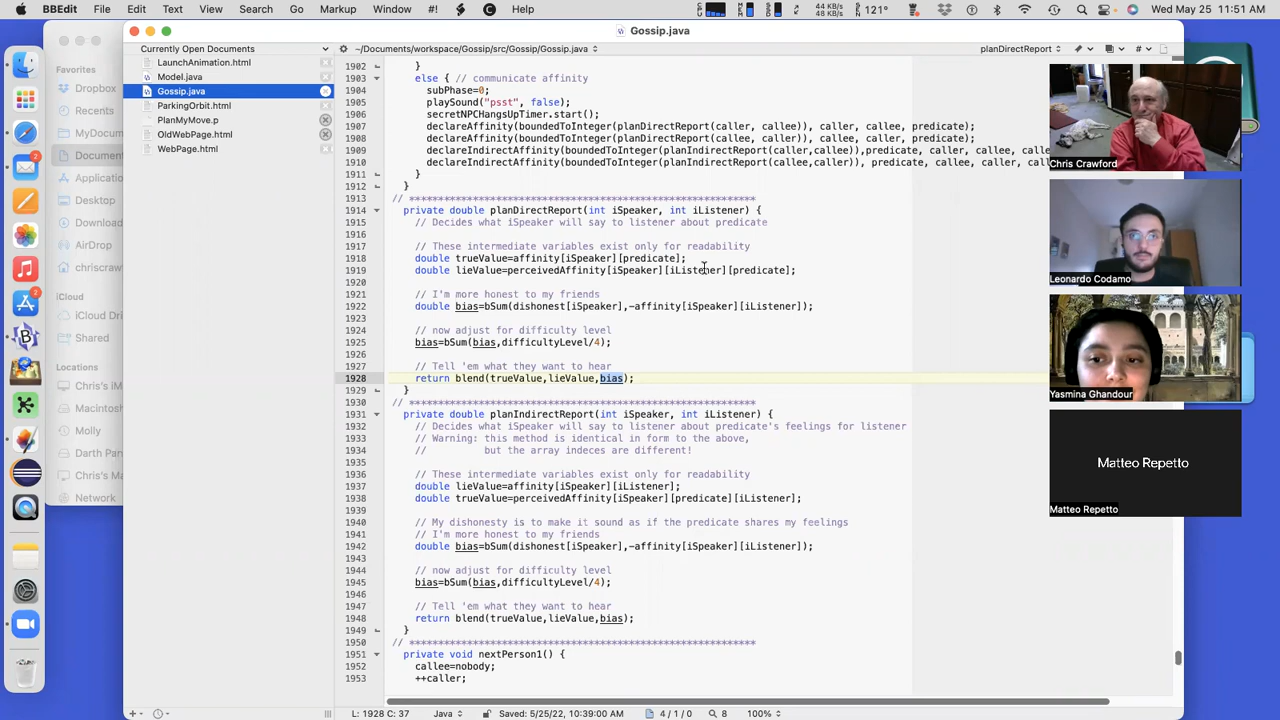 BBEdit File Edit Text View Search Go Markup Window #! Help 44 KB/s 48 KB/s 121° Wed May 25 11:51 AM
Gossip.java
Currently Open Documents
~/Documents/workspace/Gossip/src/Gossip/Gossip.java
planDirectReport
LaunchAnimation.html
Model.java
Gossip.java
ParkingOrbit.html
PlanMyMove.p
OldWebPage.html
WebPage.html
Favorites
Dropbox
Recents
MyDocum
Document
Applicatio
Desktop
Downloads
AirDrop
chriscrawf
iCloud
iCloud Dri
Shared
Locations
Macintosh
Molly
Darth Pan
Chris's Ma
Network
1902 }
1903 else { // communicate affinity
1904 subPhase=0;
1905 playSound("psst", false);
1906 secretNPCHangsUpTimer.start();
1907 declareAffinity(boundedToInteger(planDirectReport(caller, callee)), caller, callee, predicate);
1908 declareAffinity(boundedToInteger(planDirectReport(callee, caller)), callee, caller, predicate);
1909 declareIndirectAffinity(boundedToInteger(planIndirectReport(caller,callee)),predicate, caller, callee, calle
1910 declareIndirectAffinity(boundedToInteger(planIndirectReport(callee,caller)), predicate, callee, caller, call
1911 }
1912 }
1913 // ************************************************************
1914 private double planDirectReport(int iSpeaker, int iListener) {
1915 // Decides what iSpeaker will say to listener about predicate
1916
1917 // These intermediate variables exist only for readability
1918 double trueValue=affinity[iSpeaker][predicate];
1919 double lieValue=perceivedAffinity[iSpeaker][iListener][predicate];
1920
1921 // I'm more honest to my friends
1922 double bias=bSum(dishonest[iSpeaker],-affinity[iSpeaker][iListener]);
1923
1924 // now adjust for difficulty level
1925 bias=bSum(bias,difficultyLevel/4);
1926
1927 // Tell 'em what they want to hear
1928 return blend(trueValue,lieValue,bias);
1929 }
1930 // ************************************************************
1931 private double planIndirectReport(int iSpeaker, int iListener) {
1932 // Decides what iSpeaker will say to listener about predicate's feelings for listener
1933 // Warning: this method is identical in form to the above,
1934 // but the array indeces are different!
1935
1936 // These intermediate variables exist only for readability
1937 double lieValue=affinity[iSpeaker][iListener];
1938 double trueValue=perceivedAffinity[iSpeaker][predicate][iListener];
1939
1940 // My dishonesty is to make it sound as if the predicate shares my feelings
1941 // I'm more honest to my friends
1942 double bias=bSum(dishonest[iSpeaker],-affinity[iSpeaker][iListener]);
1943
1944 // now adjust for difficulty level
1945 bias=bSum(bias,difficultyLevel/4);
1946
1947 // Tell 'em what they want to hear
1948 return blend(trueValue,lieValue,bias);
1949 }
1950 // ************************************************************
1951 private void nextPerson1() {
1952 callee=nobody;
1953 ++caller;
Chris Crawford
Leonardo Codamo
Yasmina Ghandour
Matteo Repetto
Matteo Repetto
L: 1928 C: 37 Java Saved: 5/25/22, 10:39:00 AM 4 / 1 / 0 8 100%